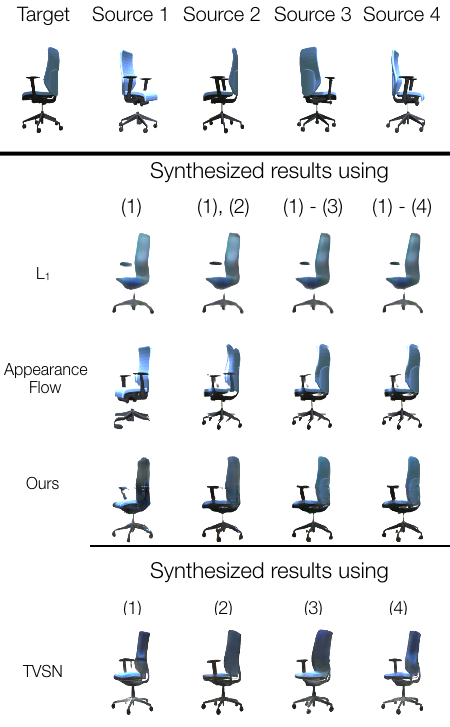 Target Source 1 Source 2 Source 3 Source 4
Synthesized results using
(1) (1), (2) (1) - (3) (1) - (4)
L₁
Appearance
Flow
Ours
Synthesized results using
(1) (2) (3) (4)
TVSN